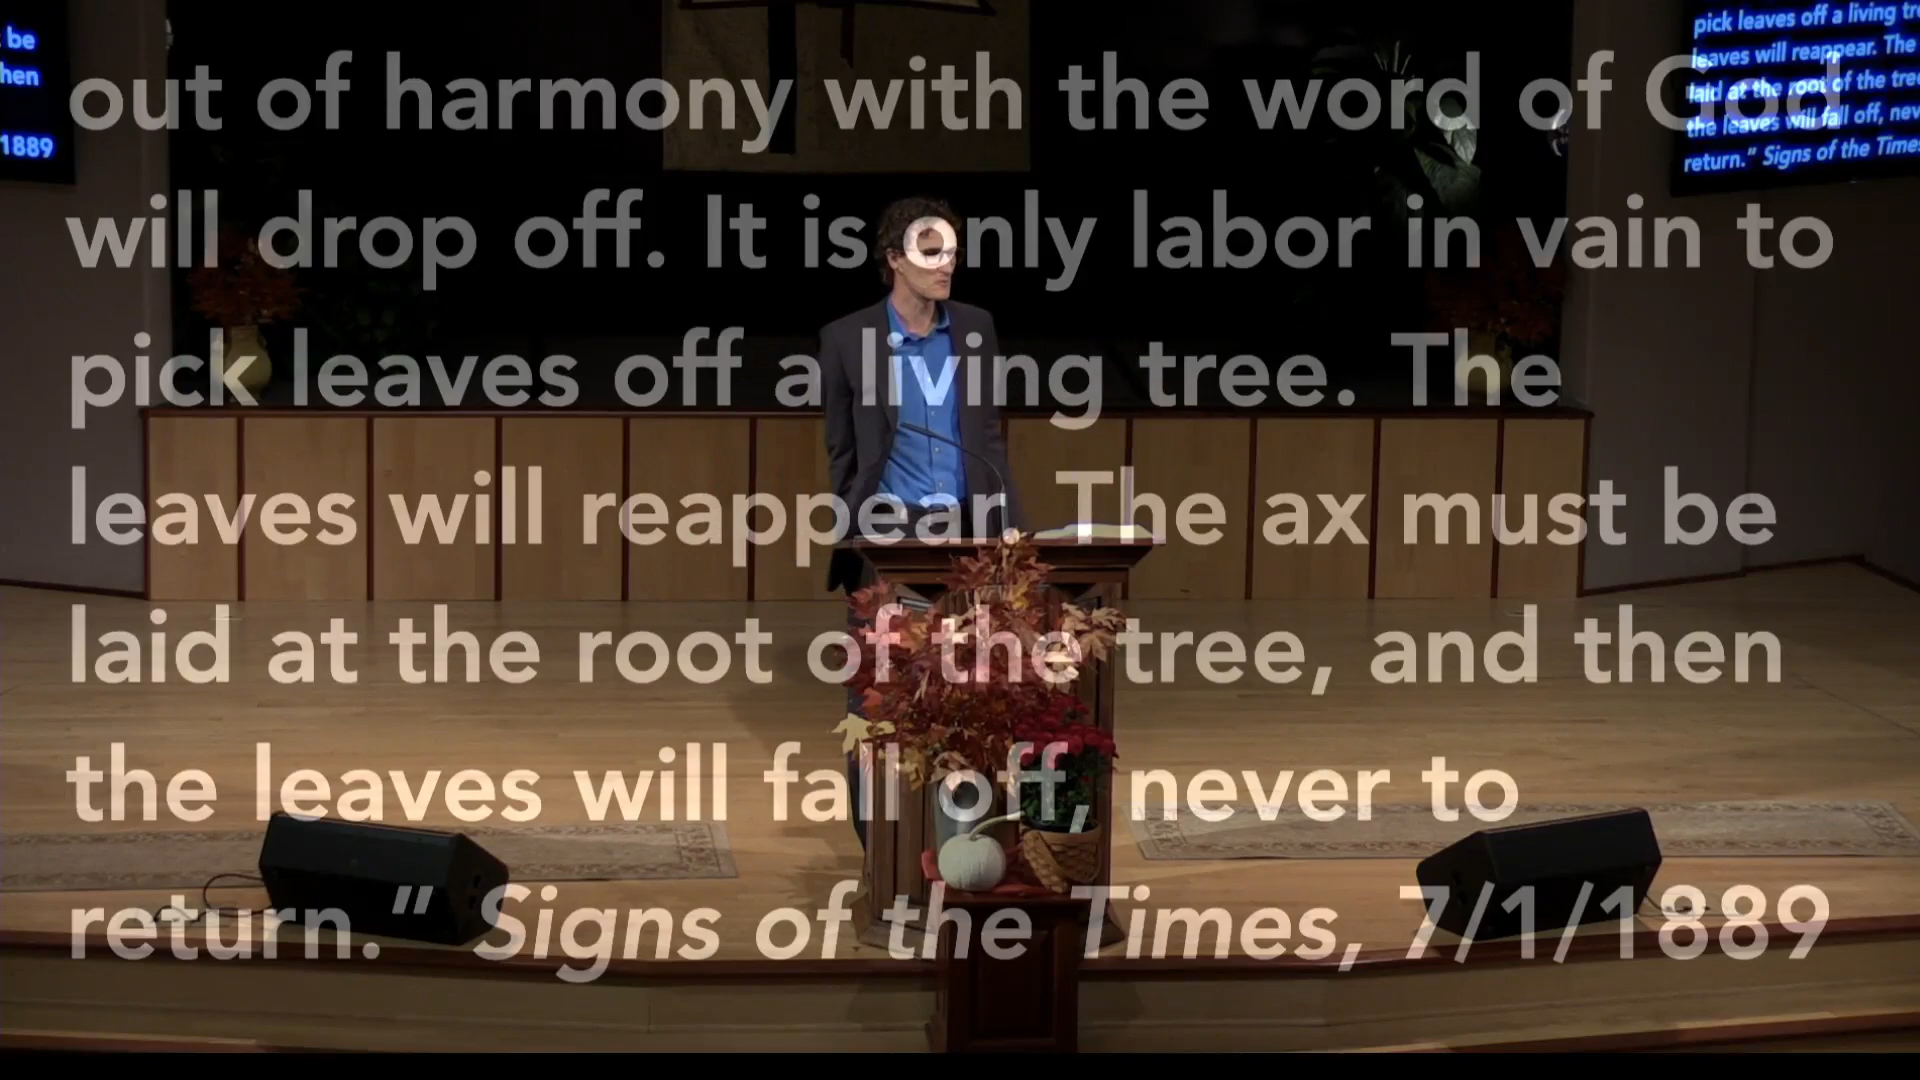 out of harmony with the word of God
will drop off. It is only labor in vain to
pick leaves off a living tree. The
leaves will reappear. The ax must be
laid at the root of the tree, and then
the leaves will fall off, never to
return.” Signs of the Times, 7/1/1889
be
hen
1889
pick leaves off a living tre
leaves will reappear. The
laid at the root of the tree
the leaves will fall off, nev
return.” Signs of the Times